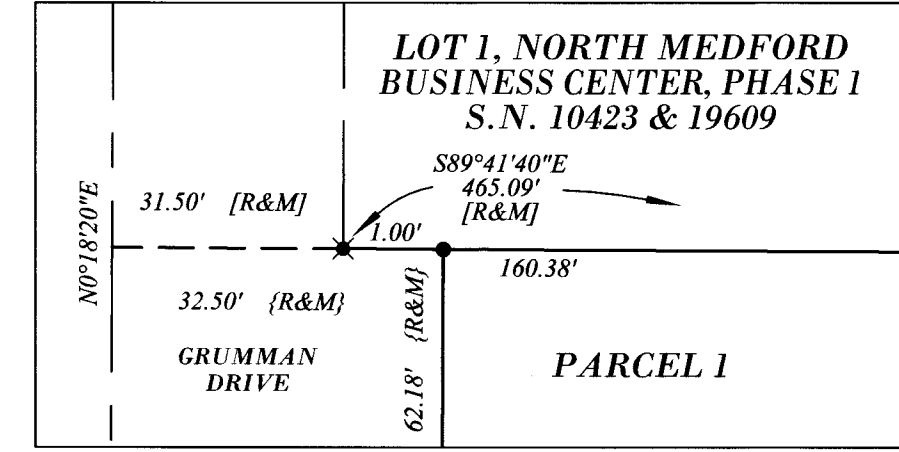 LOT 1, NORTH MEDFORD
BUSINESS CENTER, PHASE 1
S.N. 10423 & 19609
S89°41'40"E
465.09'
[R&M]
31.50' [R&M]
1.00'
N0°18'20"E
160.38'
32.50' {R&M}
62.18' {R&M}
GRUMMAN
DRIVE
PARCEL 1